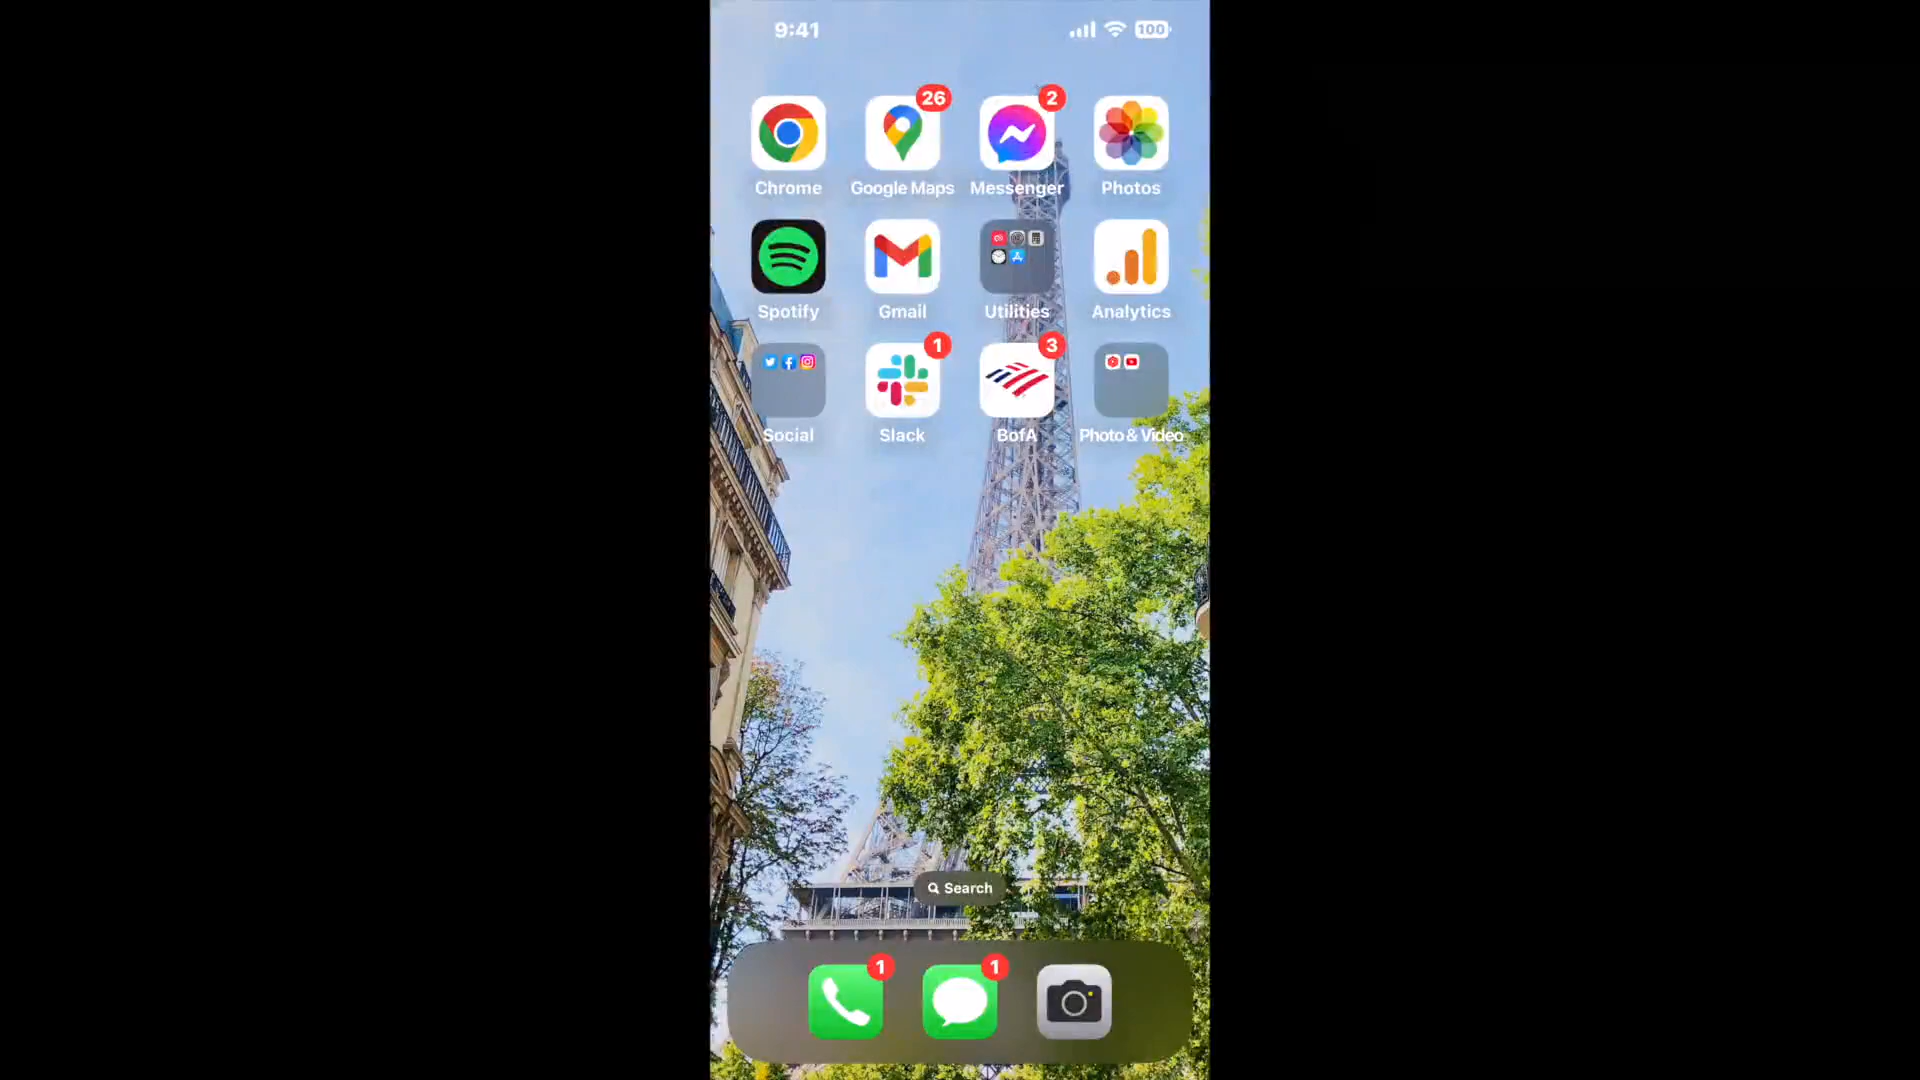 9:41
100
26
2
Chrome
Google Maps
Messenger
Photos
Spotify
Gmail
Utilities
Analytics
1
3
Social
Slack
BofA
Photo & Video
Search
1
1